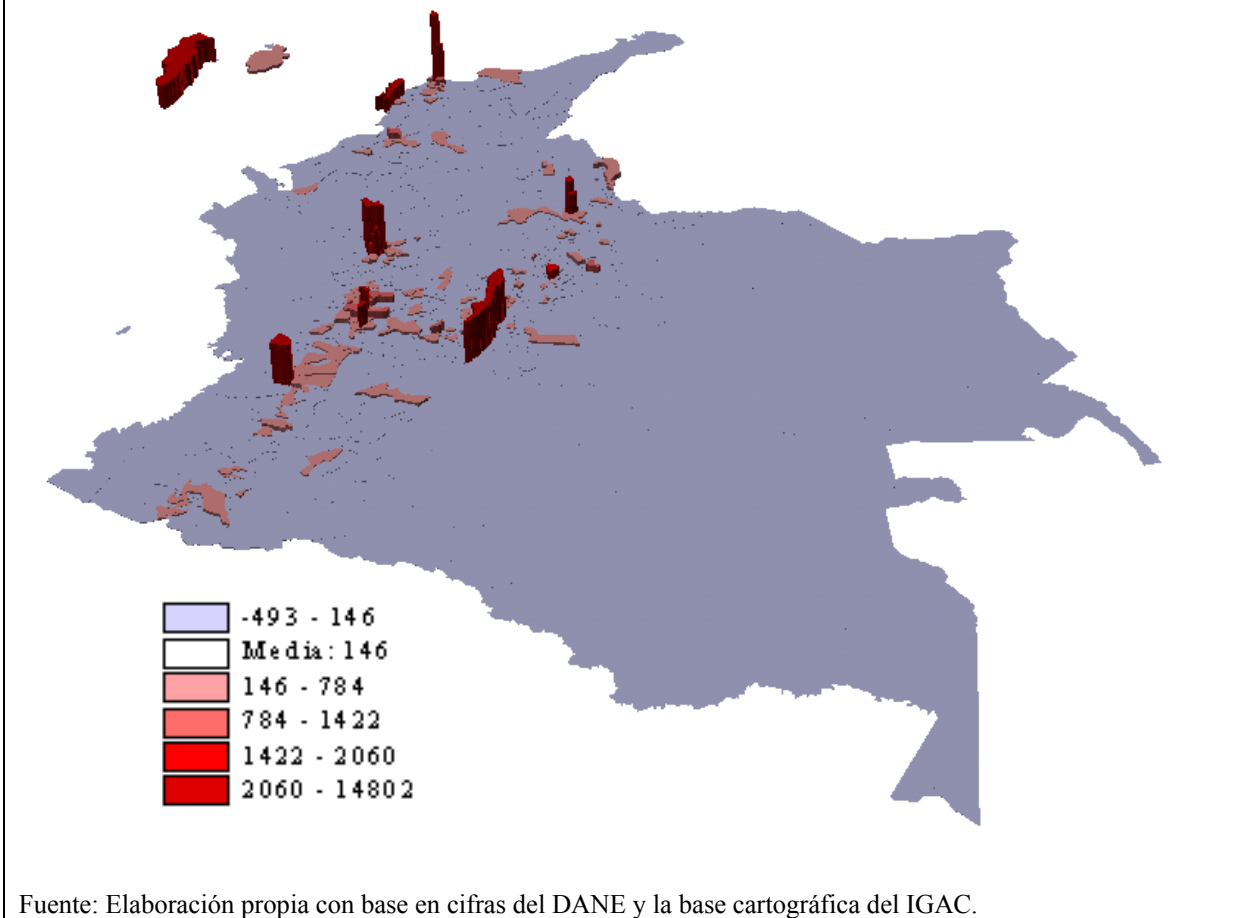 -493 - 146
Media: 146
146 - 784
784 - 1422
1422 - 2060
2060 - 14802
Fuente: Elaboración propia con base en cifras del DANE y la base cartográfica del IGAC.